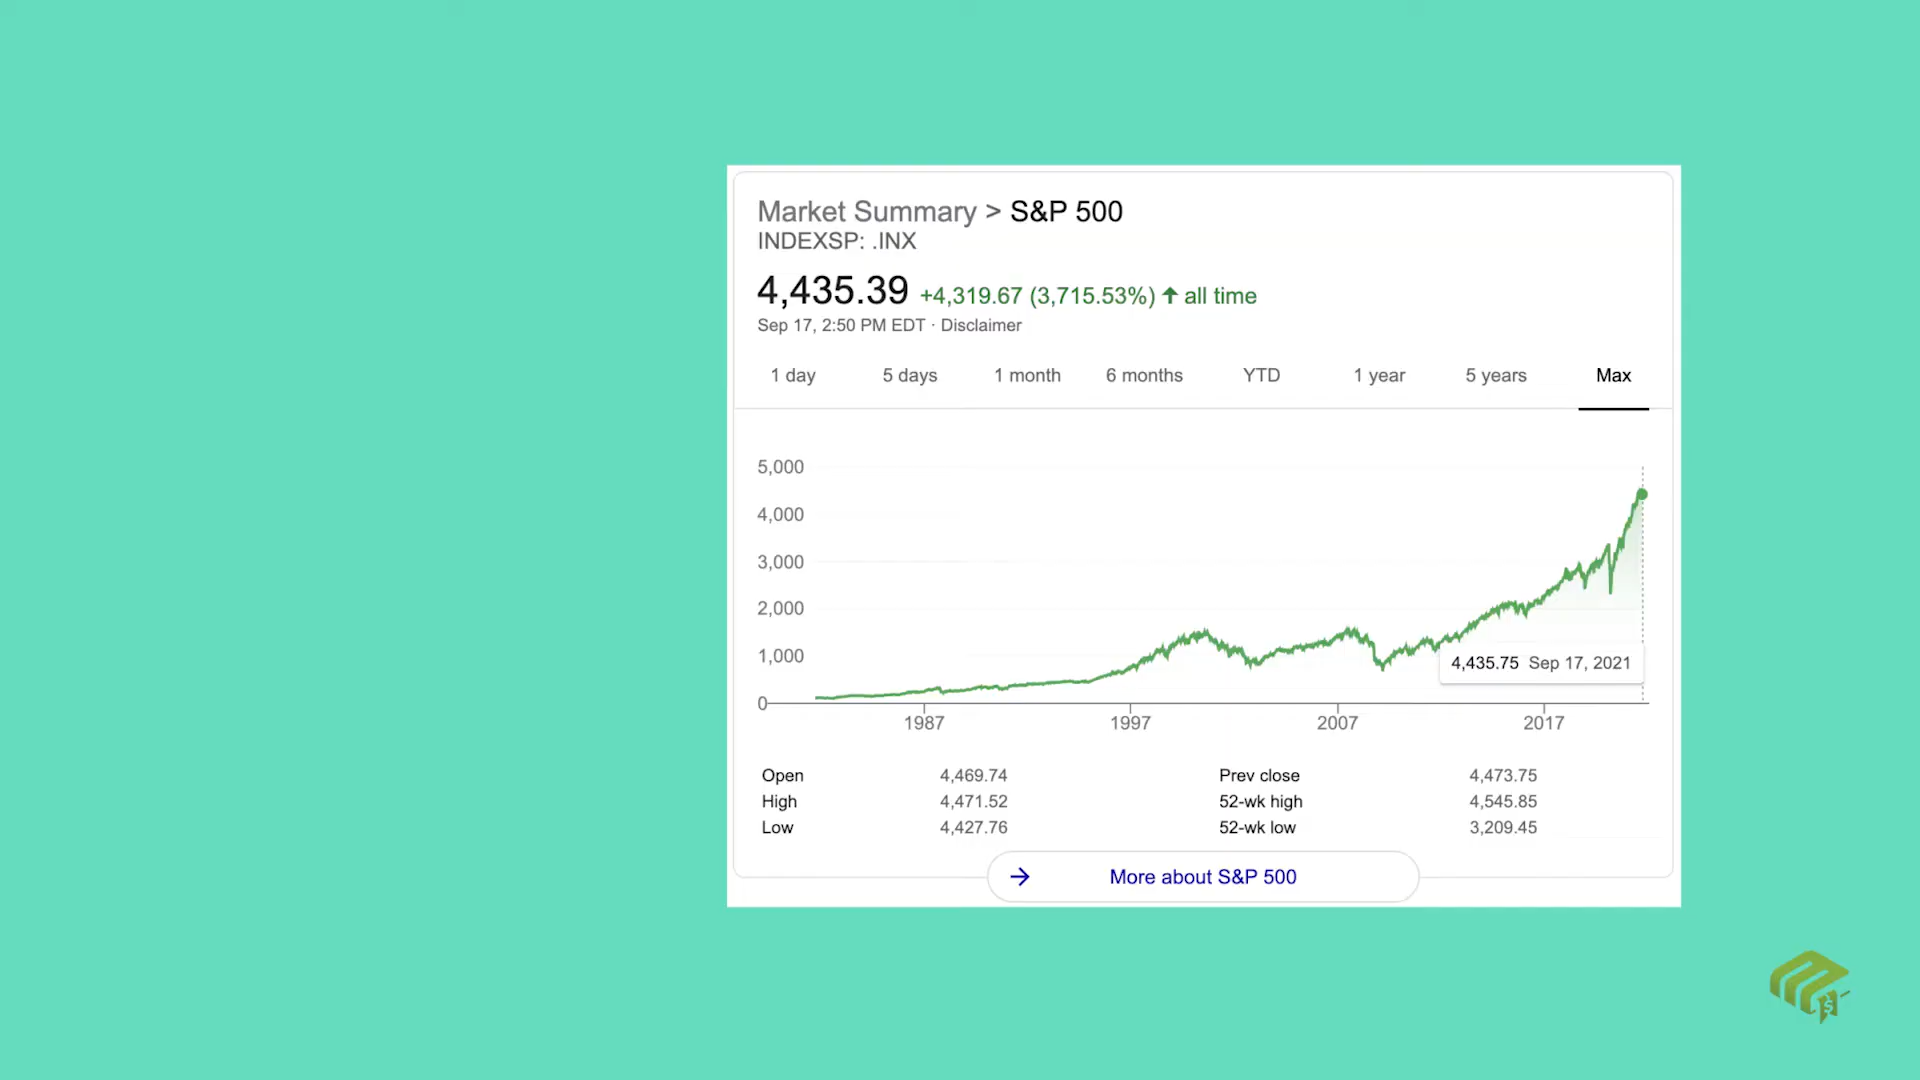 Market Summary > S&P 500
INDEXSP: .INX
4,435.39 +4,319.67 (3,715.53%) ↑ all time
Sep 17, 2:50 PM EDT · Disclaimer
1 day 5 days 1 month 6 months YTD 1 year 5 years Max
5,000
4,000
3,000
2,000
1,000
0
4,435.75 Sep 17, 2021
1987 1997 2007 2017
Open 4,469.74 Prev close 4,473.75
High 4,471.52 52-wk high 4,545.85
Low 4,427.76 52-wk low 3,209.45
→ More about S&P 500
$